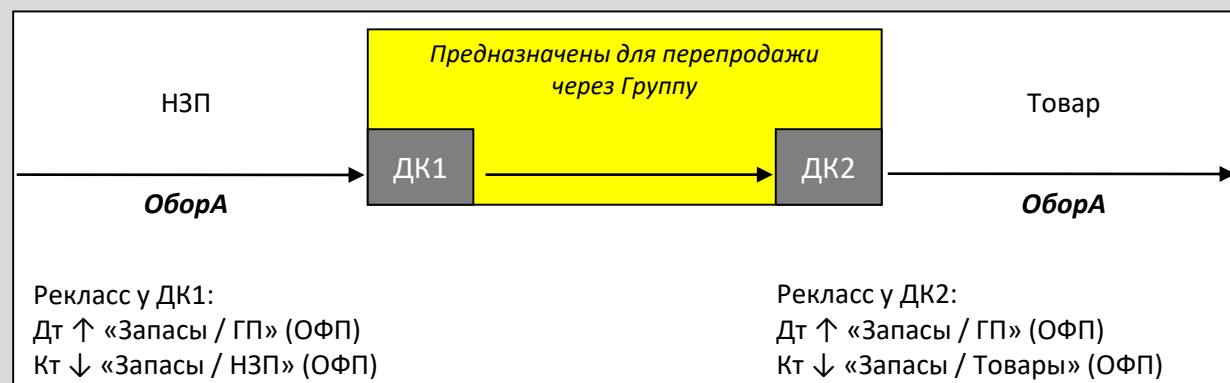 Предназначены для перепродажи
через Группу
НЗП
Товар
ДК1
ДК2
ОборА
ОборА
Рекласс у ДК1:
Дт ↑ «Запасы / ГП» (ОФП)
Кт ↓ «Запасы / НЗП» (ОФП)
Рекласс у ДК2:
Дт ↑ «Запасы / ГП» (ОФП)
Кт ↓ «Запасы / Товары» (ОФП)